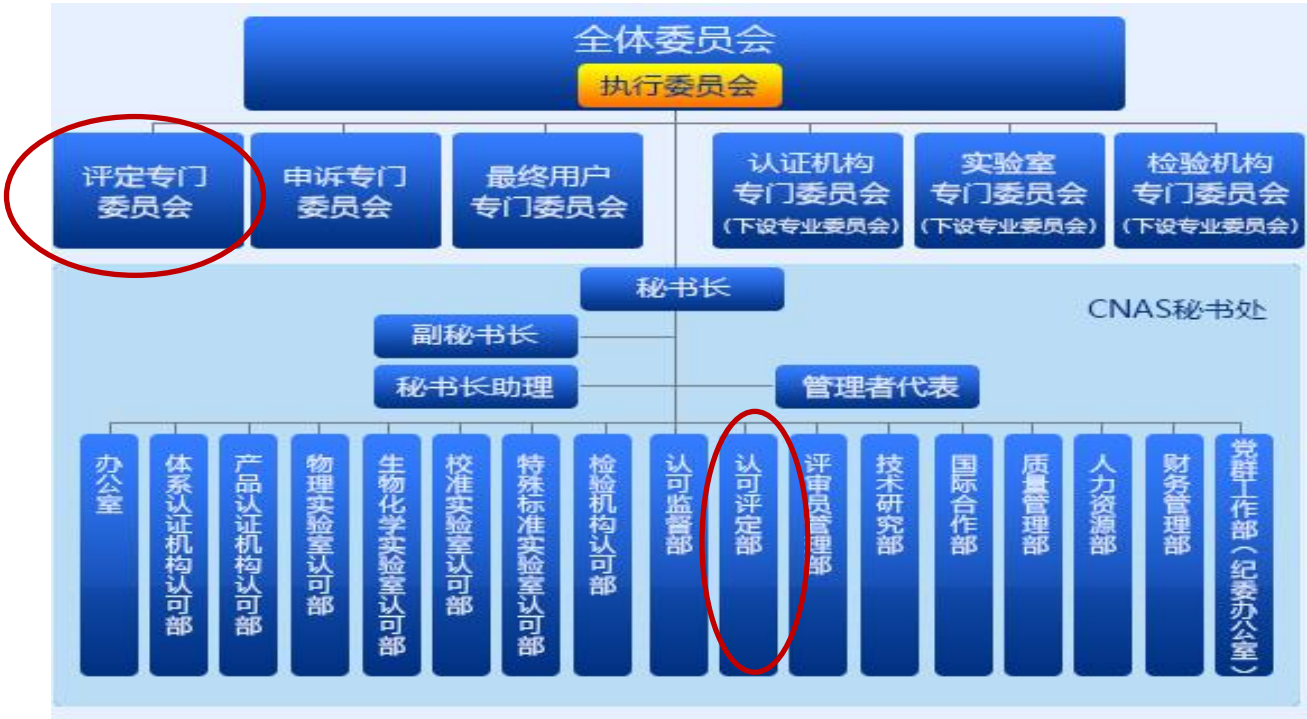 全体委员会
执行委员会
评定专门
委员会
申诉专门
委员会
最终用户
专门委员会
认证机构
专门委员会
(下设专业委员会)
实验室
专门委员会
(下设专业委员会)
检验机构
专门委员会
(下设专业委员会)
秘书长
CNAS秘书处
副秘书长
秘书长助理
管理者代表
办公室
体系认证机构认可部
产品认证机构认可部
物理实验室认可部
生物化学实验室认可部
校准实验室认可部
特殊标准实验室认可部
检验机构认可部
认可监督部
认可评定部
评审员管理部
技术研究部
国际合作部
质量管理部
人力资源部
财务管理部
党群工作部（纪委办公室）